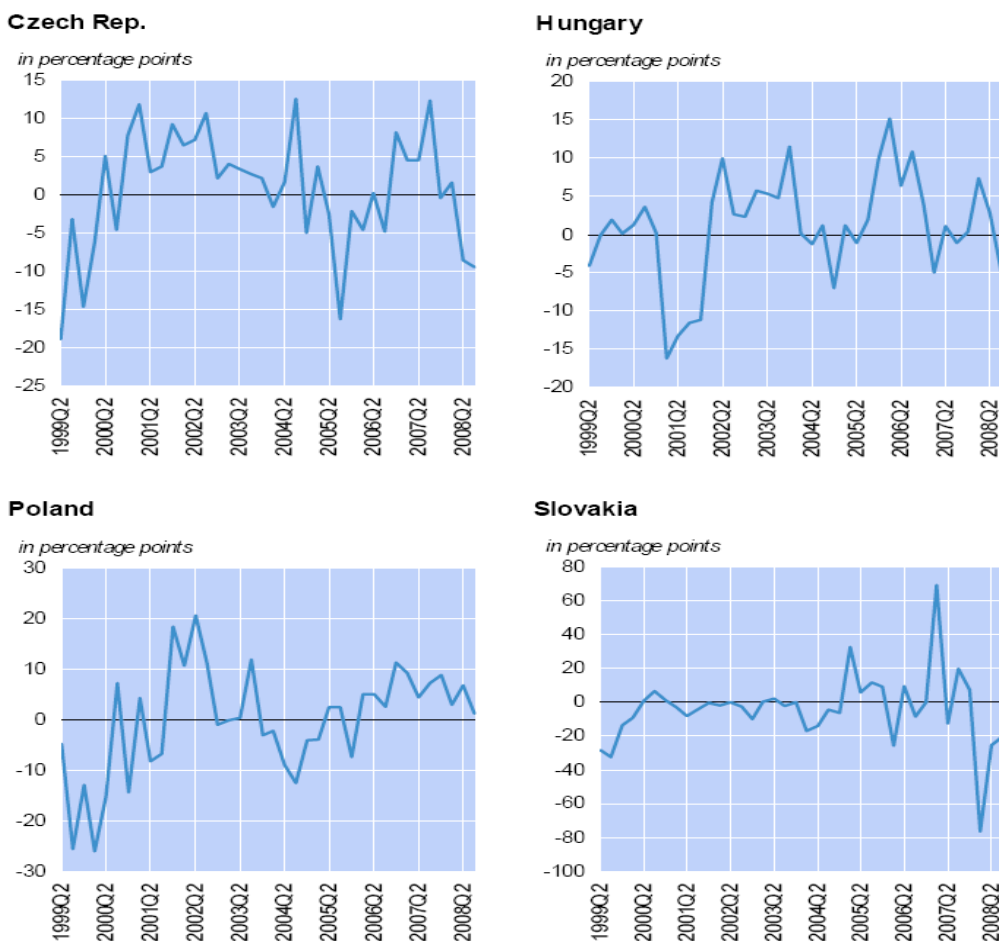 Czech Rep.
in percentage points
15
10
5
0
-5
-10
-15
-20
-25
1999Q2
2000Q2
2001Q2
2002Q2
2003Q2
2004Q2
2005Q2
2006Q2
2007Q2
2008Q2
Hungary
in percentage points
20
15
10
5
0
-5
-10
-15
-20
1999Q2
2000Q2
2001Q2
2002Q2
2003Q2
2004Q2
2005Q2
2006Q2
2007Q2
2008Q2
Poland
in percentage points
30
20
10
0
-10
-20
-30
1999Q2
2000Q2
2001Q2
2002Q2
2003Q2
2004Q2
2005Q2
2006Q2
2007Q2
2008Q2
Slovakia
in percentage points
80
60
40
20
0
-20
-40
-60
-80
-100
1999Q2
2000Q2
2001Q2
2002Q2
2003Q2
2004Q2
2005Q2
2006Q2
2007Q2
2008Q2